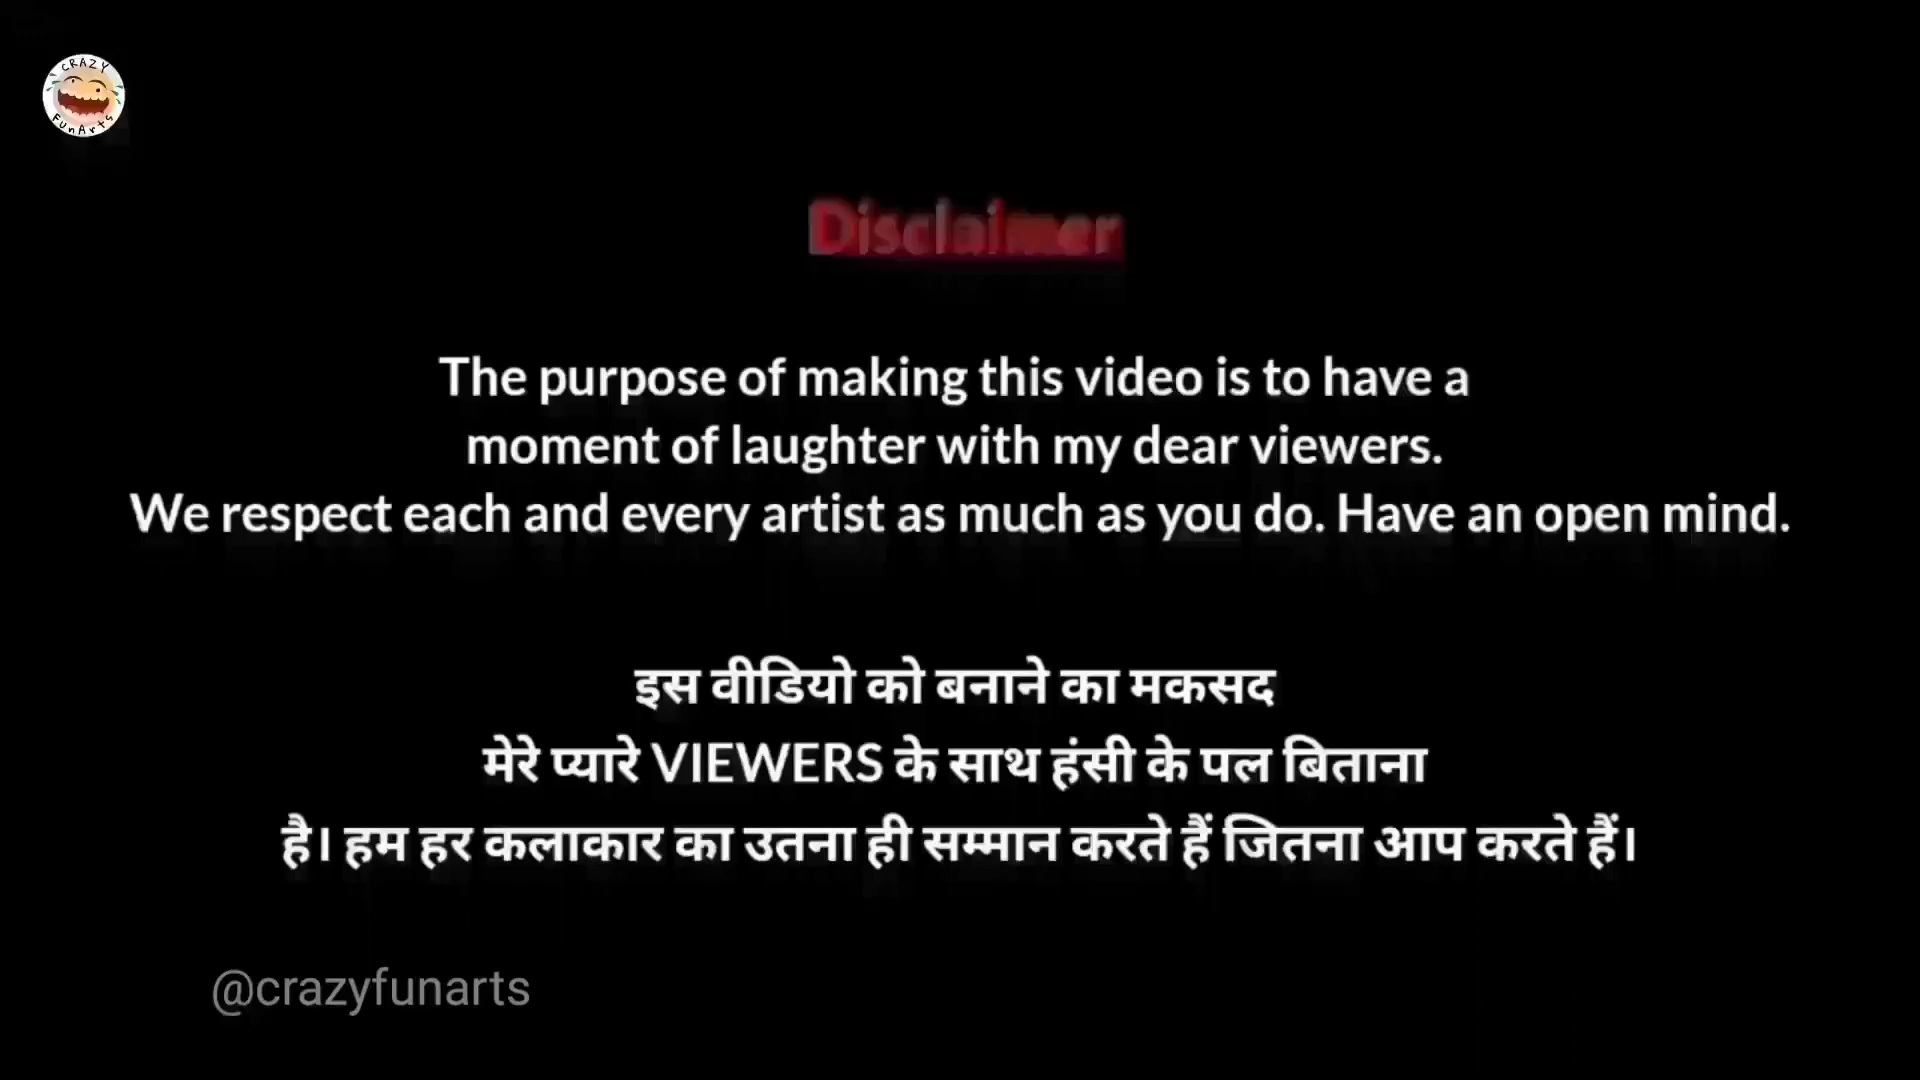 CRAZY
FunArts
Disclaimer
The purpose of making this video is to have a
moment of laughter with my dear viewers.
We respect each and every artist as much as you do. Have an open mind.
इस वीडियो को बनाने का मकसद
मेरे प्यारे VIEWERS के साथ हंसी के पल बिताना
है। हम हर कलाकार का उतना ही सम्मान करते हैं जितना आप करते हैं।
@crazyfunarts